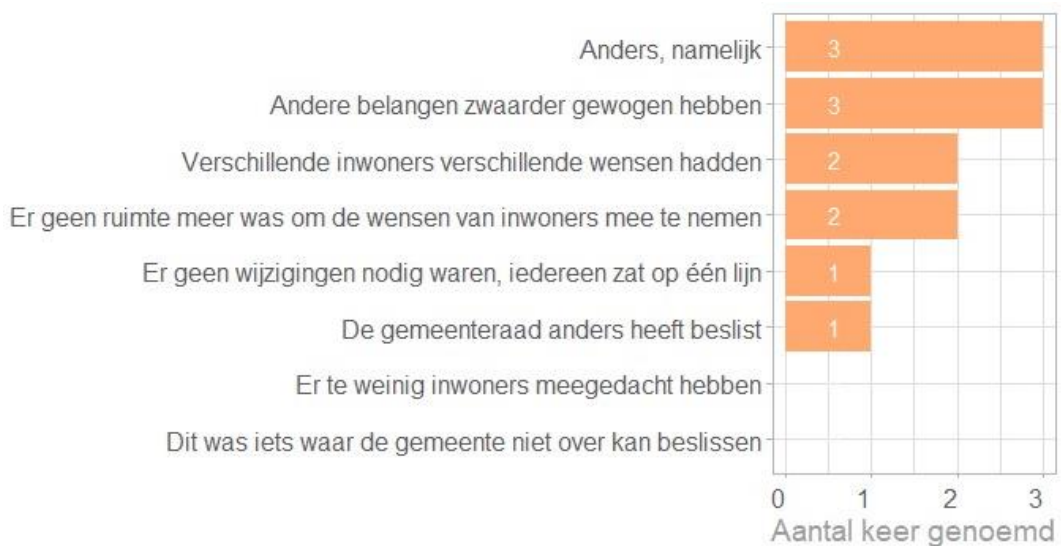 Anders, namelijk 3
Andere belangen zwaarder gewogen hebben 3
Verschillende inwoners verschillende wensen hadden 2
Er geen ruimte meer was om de wensen van inwoners mee te nemen 2
Er geen wijzigingen nodig waren, iedereen zat op één lijn 1
De gemeenteraad anders heeft beslist 1
Er te weinig inwoners meegedacht hebben
Dit was iets waar de gemeente niet over kan beslissen
0 1 2 3
Aantal keer genoemd